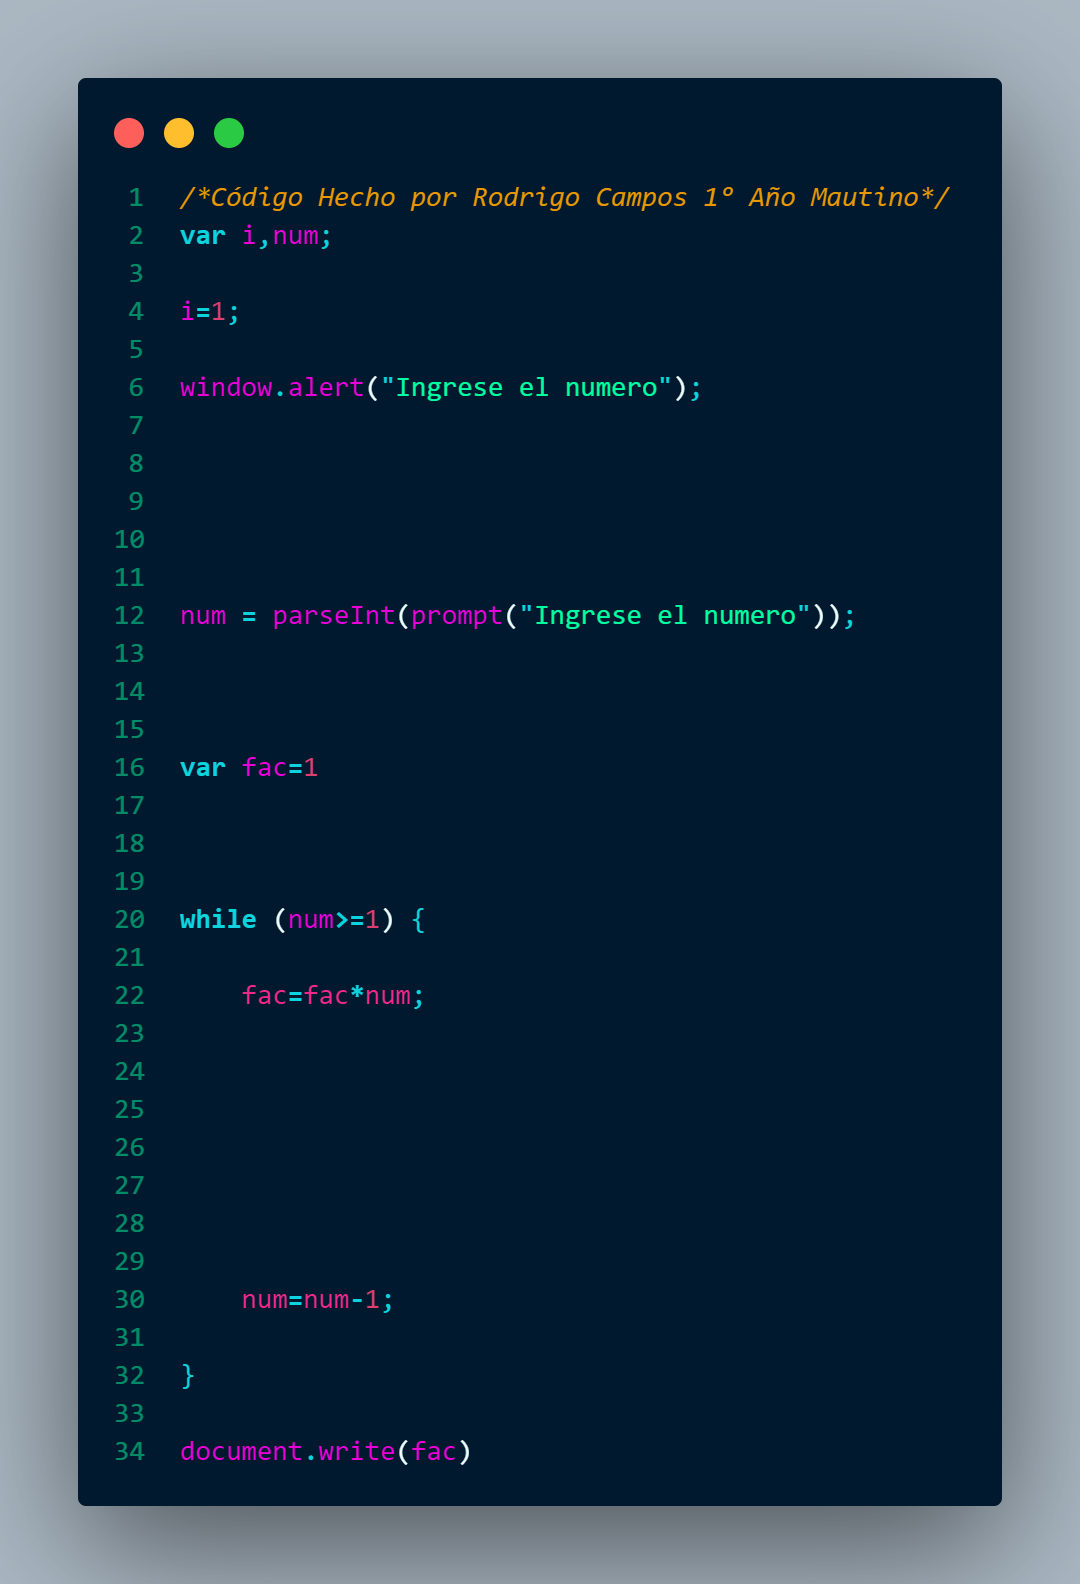 1 /*Código Hecho por Rodrigo Campos 1º Año Mautino*/
2 var i,num;
3
4 i=1;
5
6 window.alert("Ingrese el numero");
7
8
9
10
11
12 num = parseInt(prompt("Ingrese el numero"));
13
14
15
16 var fac=1
17
18
19
20 while (num>=1) {
21
22     fac=fac*num;
23
24
25
26
27
28
29
30     num=num-1;
31
32 }
33
34 document.write(fac)